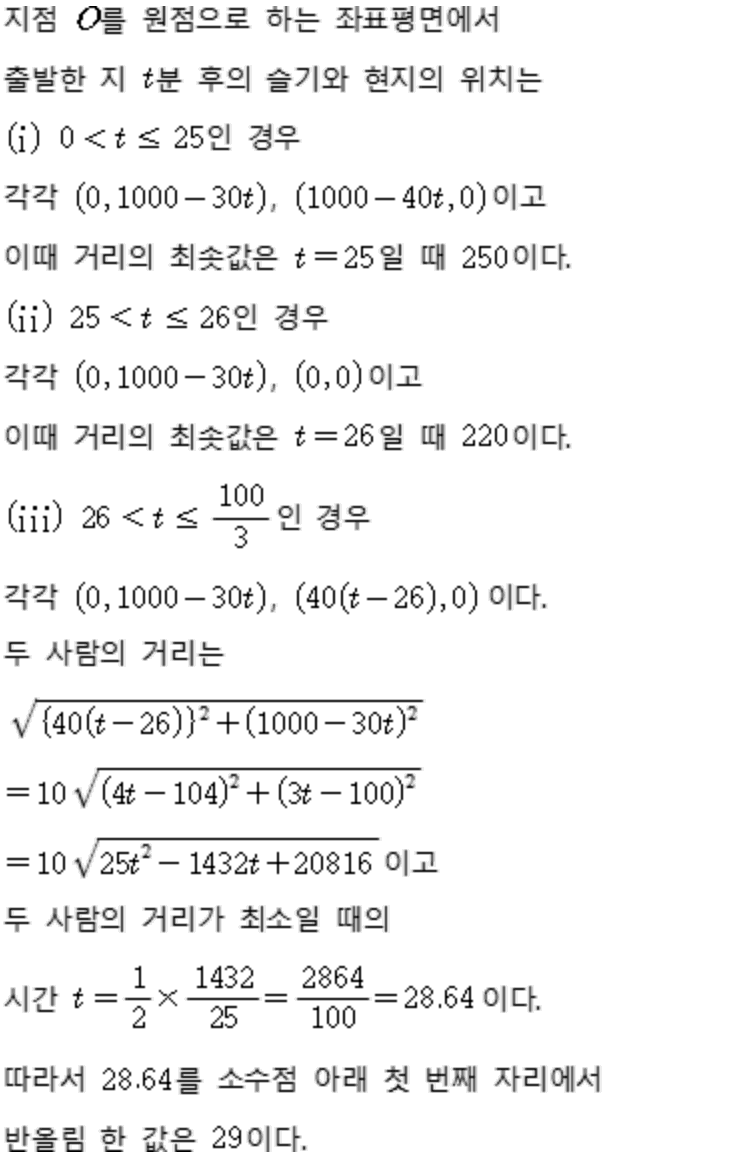 지점 O를 원점으로 하는 좌표평면에서
출발한 지 t분 후의 슬기와 현지의 위치는
(i) 0 < t ≤ 25인 경우
각각 (0, 1000 − 30t), (1000 − 40t, 0)이고
이때 거리의 최솟값은 t = 25일 때 250이다.
(ii) 25 < t ≤ 26인 경우
각각 (0, 1000 − 30t), (0, 0)이고
이때 거리의 최솟값은 t = 26일 때 220이다.
(iii) 26 < t ≤ 100/3 인 경우
각각 (0, 1000 − 30t), (40(t − 26), 0) 이다.
두 사람의 거리는
√({40(t − 26)}² + (1000 − 30t)²)
= 10√((4t − 104)² + (3t − 100)²)
= 10√(25t² − 1432t + 20816) 이고
두 사람의 거리가 최소일 때의
시간 t = 1/2 × 1432/25 = 2864/100 = 28.64 이다.
따라서 28.64를 소수점 아래 첫 번째 자리에서
반올림 한 값은 29이다.